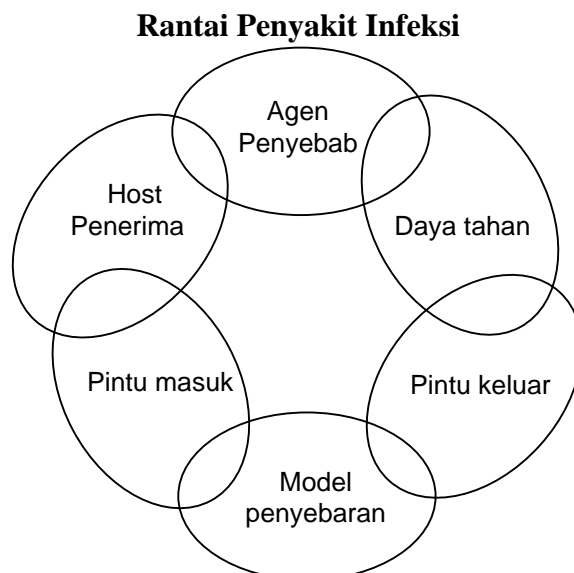 Rantai Penyakit Infeksi
Agen
Penyebab
Host
Penerima
Daya tahan
Pintu masuk
Pintu keluar
Model
penyebaran